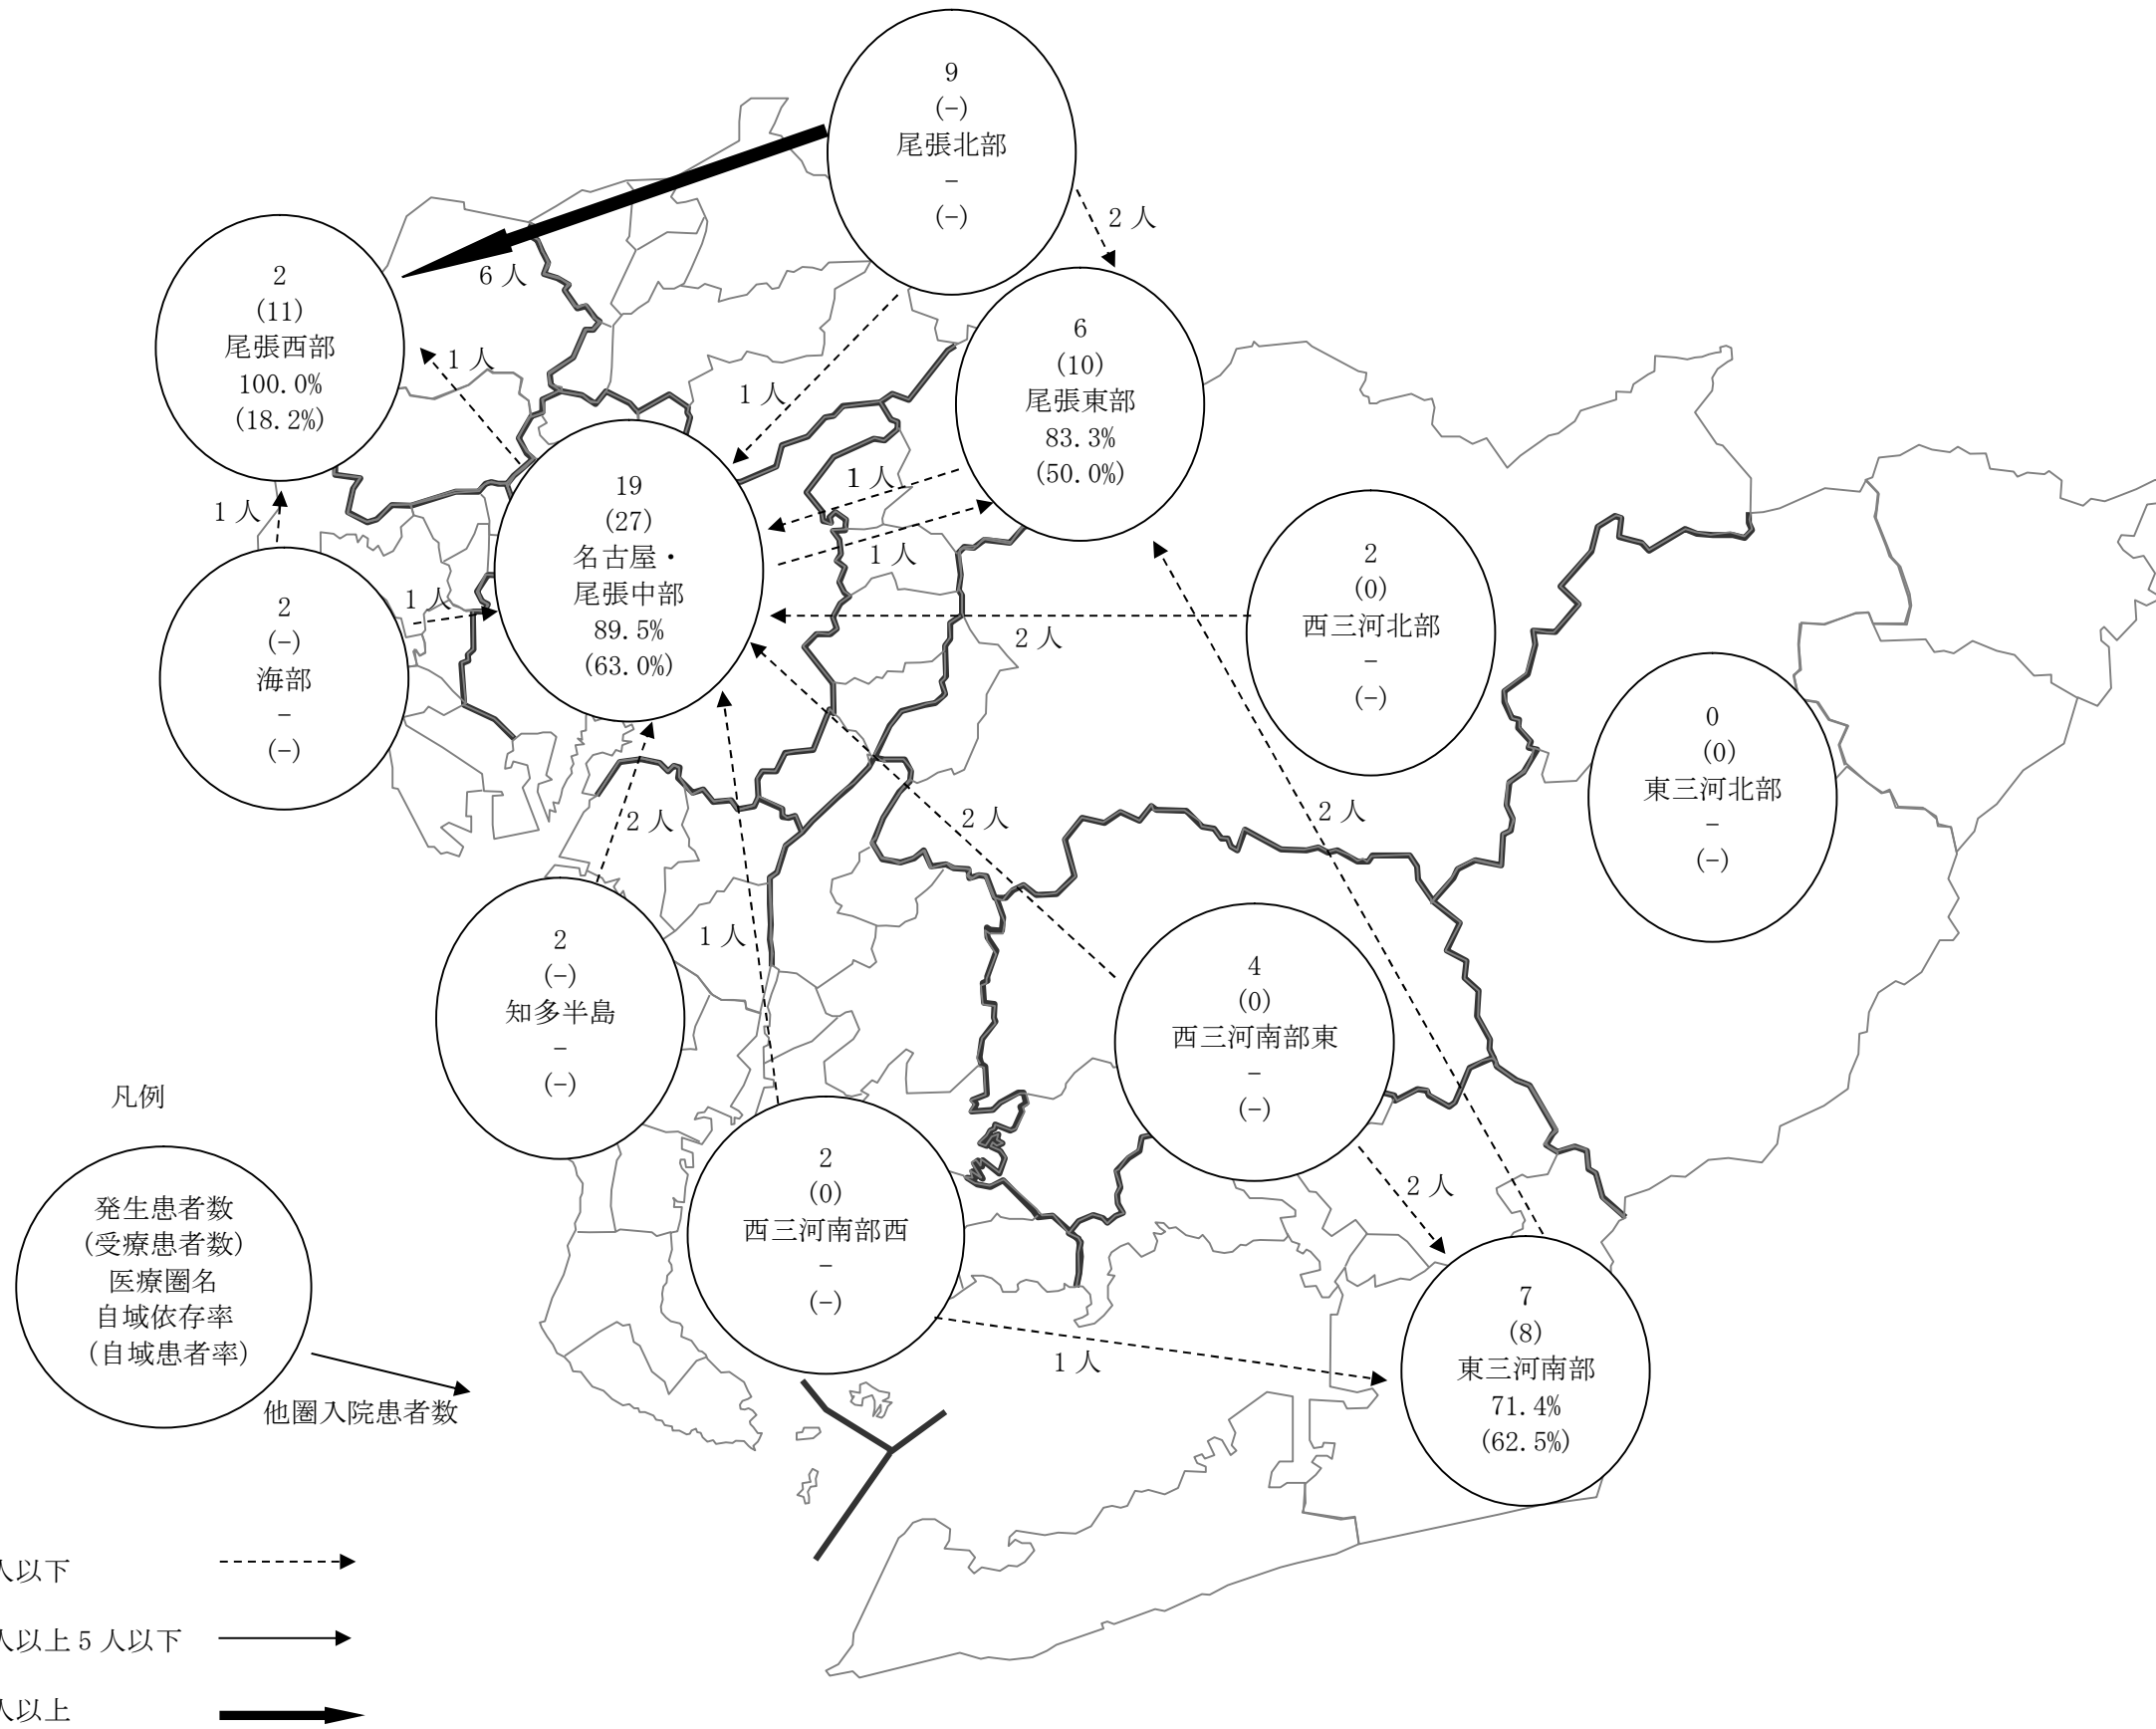 9
(-)
尾張北部
-
(-)
2人
6人
2
(11)
尾張西部
100.0%
(18.2%)
1人
1人
6
(10)
尾張東部
83.3%
(50.0%)
1人
19
(27)
名古屋・
尾張中部
89.5%
(63.0%)
1人
1人
2
(0)
西三河北部
-
(-)
2人
2
(-)
海部
-
(-)
1人
0
(0)
東三河北部
-
(-)
2人
2人
2人
1人
2
(-)
知多半島
-
(-)
4
(0)
西三河南部東
-
(-)
2人
2
(0)
西三河南部西
-
(-)
1人
7
(8)
東三河南部
71.4%
(62.5%)
凡例
発生患者数
(受療患者数)
医療圏名
自域依存率
(自域患者率)
他圏入院患者数
人以下
人以上5人以下
人以上